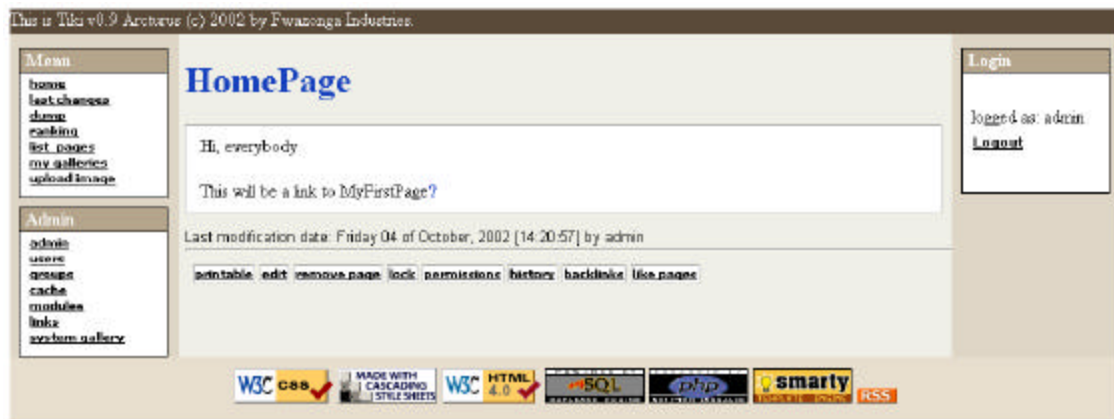 This is Tiki v0.9 Arcturus (c) 2002 by Fwazonga Industries.
Menu
home
last changes
dump
ranking
list pages
my galleries
upload image
Admin
admin
users
groups
cache
modules
links
system gallery
HomePage
Hi, everybody
This will be a link to MyFirstPage?
Last modification date: Friday 04 of October, 2002 [14:20:57] by admin
printable edit remove page lock permissions history backlinks like pages
Login
logged as: admin
Logout
W3C CSS
MADE WITH
CASCADING
STYLE SHEETS
W3C HTML
4.0
SQL
php
smarty
RSS